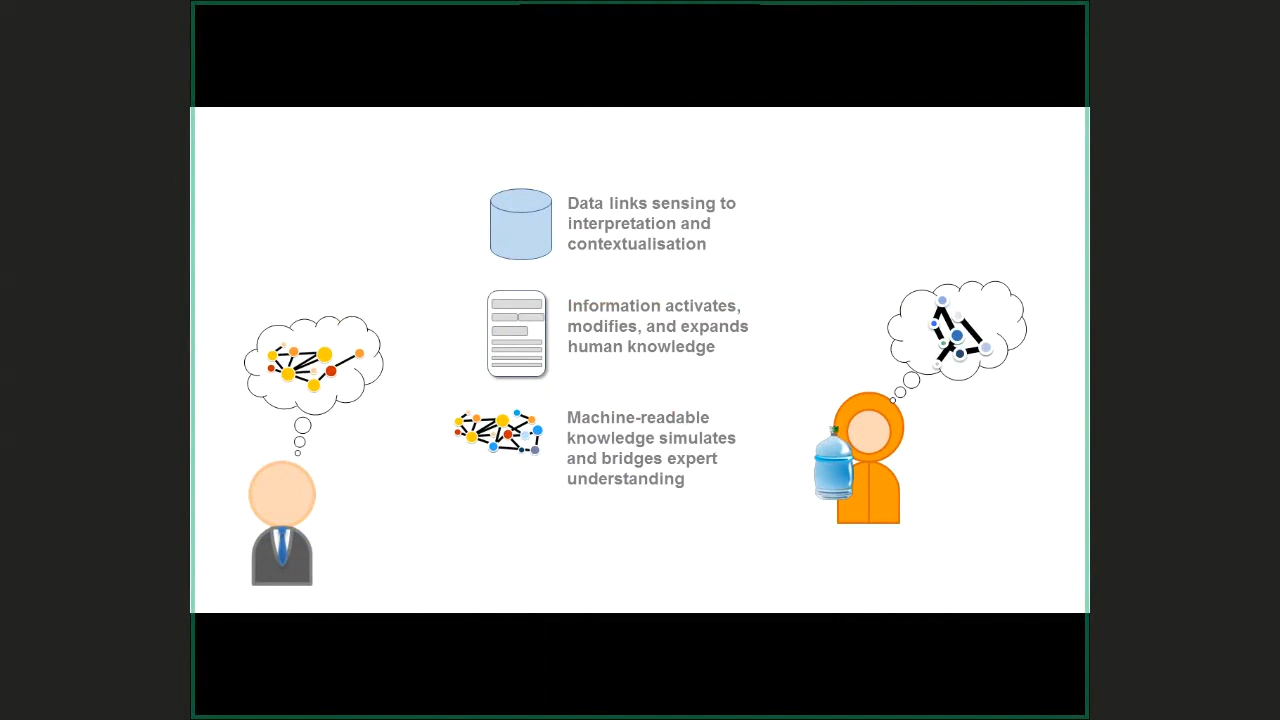 Data links sensing to
interpretation and
contextualisation
Information activates,
modifies, and expands
human knowledge
Machine-readable
knowledge simulates
and bridges expert
understanding